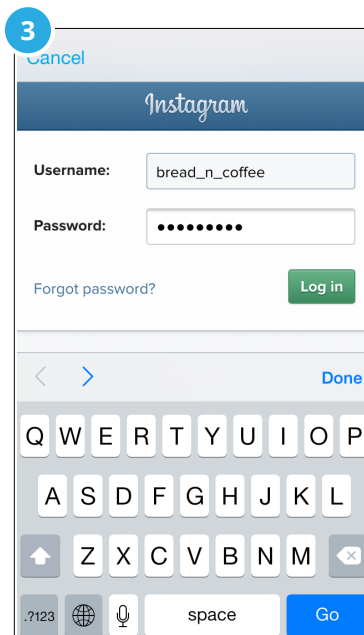 3
Cancel
Instagram
Username: bread_n_coffee
Password: •••••••••
Forgot password? Log in
Done
Q W E R T Y U I O P
A S D F G H J K L
Z X C V B N M
.?123 space Go